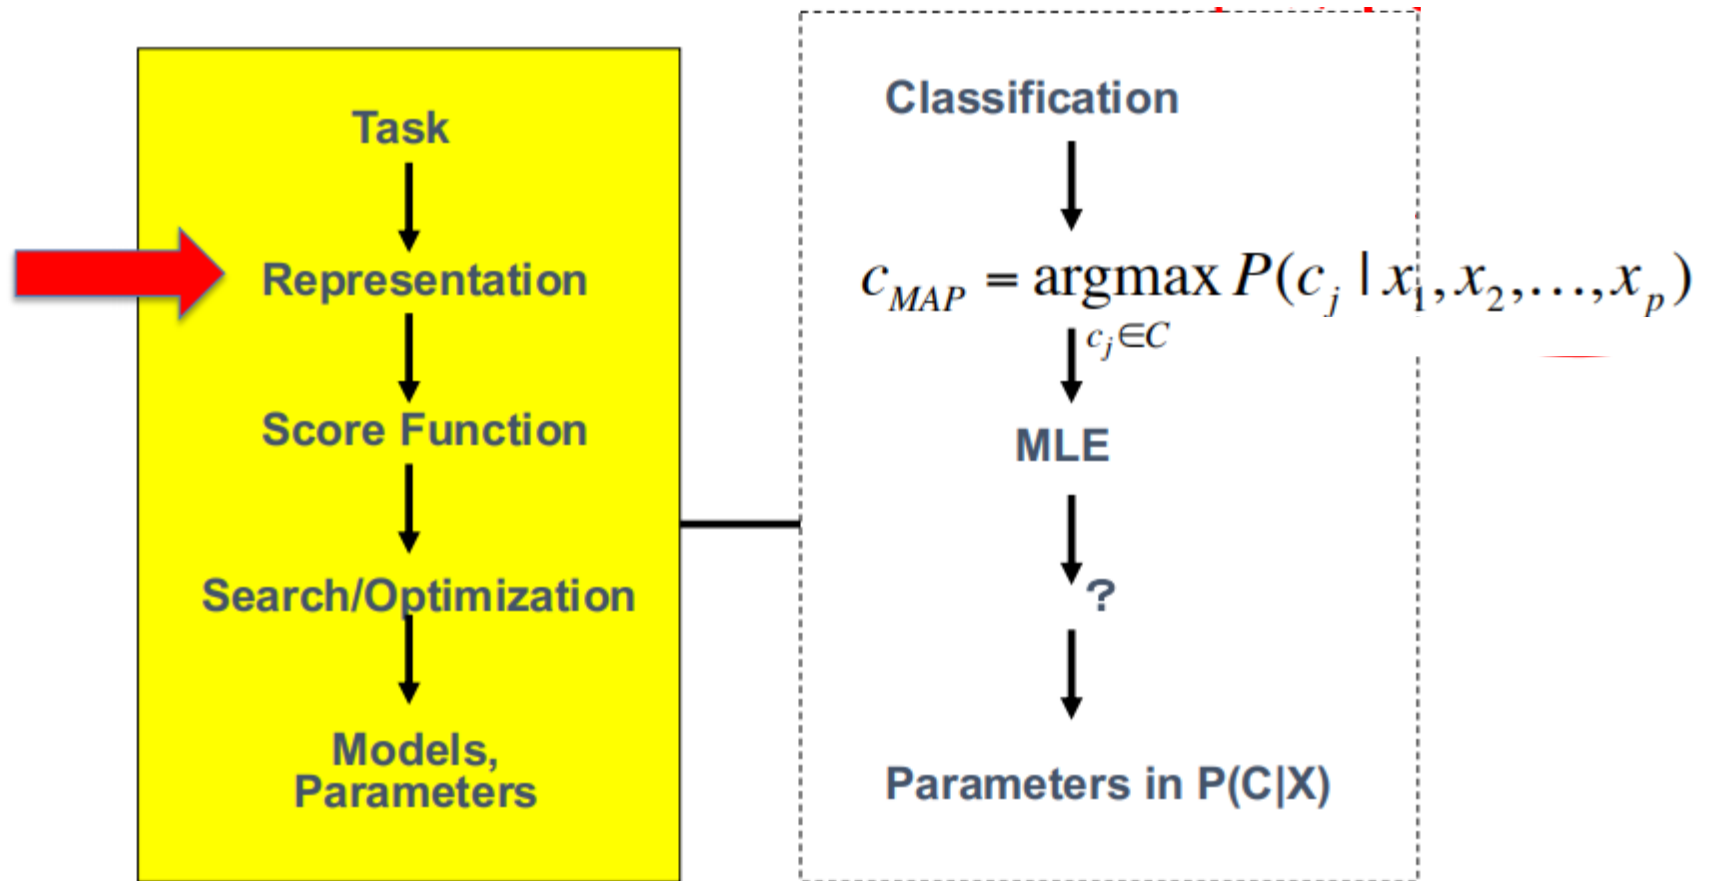 Task
Representation
Score Function
Search/Optimization
Models,
Parameters
Classification
c_MAP = argmax P(c_j | x_1, x_2, ..., x_p)
c_j ∈ C
MLE
?
Parameters in P(C|X)